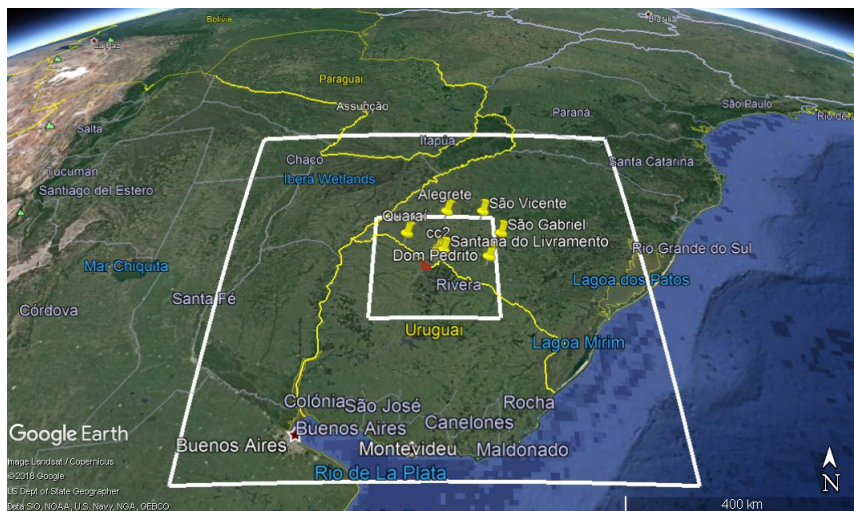 Bolívia
Brasília
La Paz
Paraguai
Assunção
Paraná
São Paulo
Rio de
Salta
Itapúa
Chaco
Santa Catarina
Tucuman
Iberá Wetlands
Santiago del Estero
Alegrete
São Vicente
Quaraí
São Gabriel
cc2
Santana do Livramento
Rio Grande do Sul
Dom Pedrito
Mar Chiquita
Lagoa dos Patos
Rivera
Santa Fé
Córdova
Uruguai
Lagoa Mirim
Colónia
São José
Rocha
Canelones
Google Earth
Buenos Aires
Buenos Aires
Montevideu
Maldonado
Image Landsat / Copernicus
Rio de La Plata
©2018 Google
US Dept of State Geographer
N
Data SIO, NOAA, U.S. Navy, NGA, GEBCO
400 km